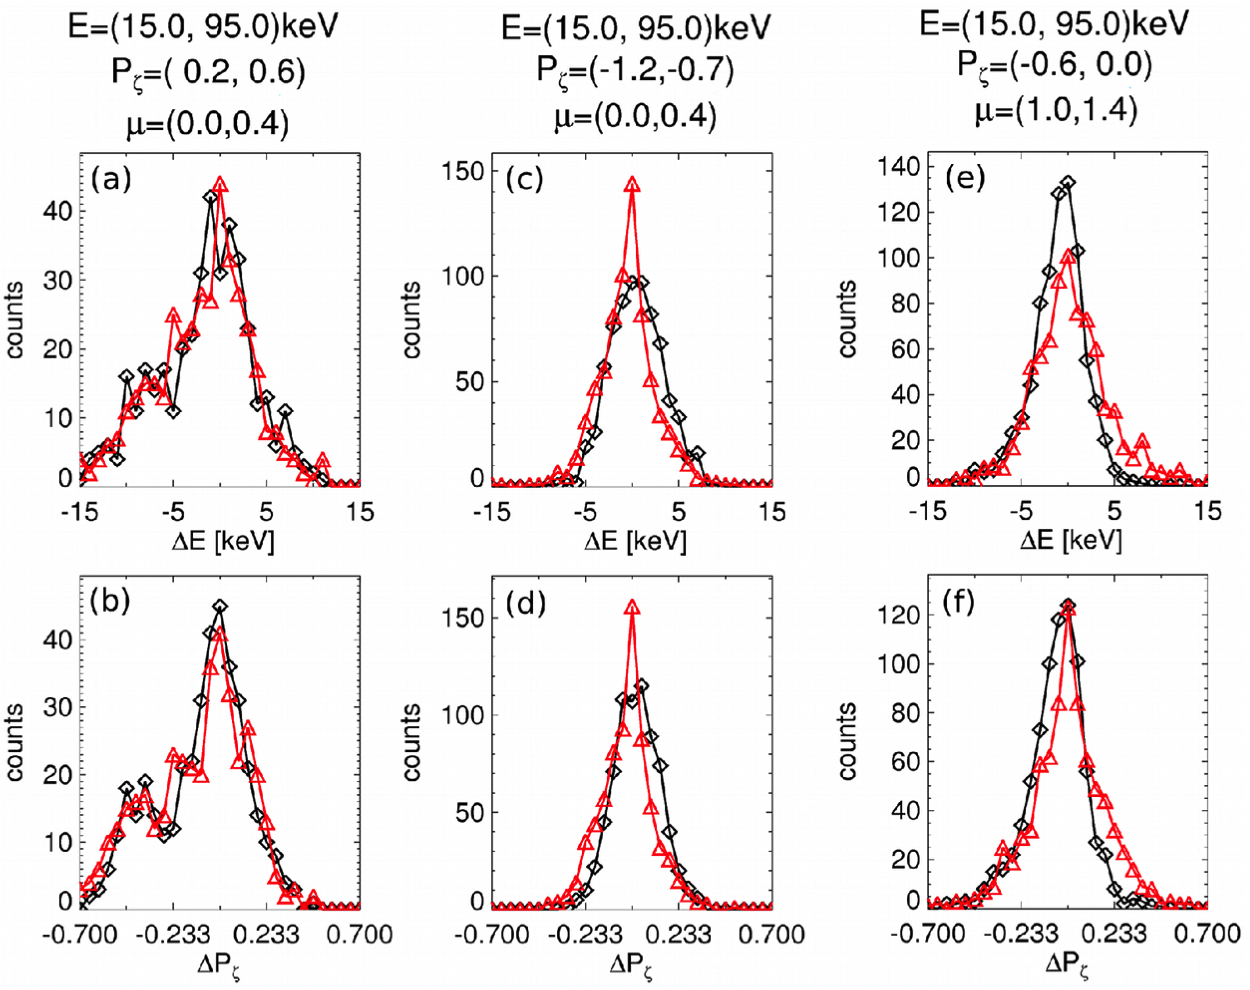 E=(15.0, 95.0)keV
P_ζ=( 0.2, 0.6)
μ=(0.0,0.4)
E=(15.0, 95.0)keV
P_ζ=(-1.2,-0.7)
μ=(0.0,0.4)
E=(15.0, 95.0)keV
P_ζ=(-0.6, 0.0)
μ=(1.0,1.4)
(a)
counts
40
30
20
10
0
-15 -5 5 15
ΔE [keV]
(c)
counts
150
100
50
0
-15 -5 5 15
ΔE [keV]
(e)
counts
140
120
100
80
60
40
20
0
-15 -5 5 15
ΔE [keV]
(b)
counts
40
30
20
10
0
-0.700 -0.233 0.233 0.700
ΔP_ζ
(d)
counts
150
100
50
0
-0.700 -0.233 0.233 0.700
ΔP_ζ
(f)
counts
120
100
80
60
40
20
0
-0.700 -0.233 0.233 0.700
ΔP_ζ